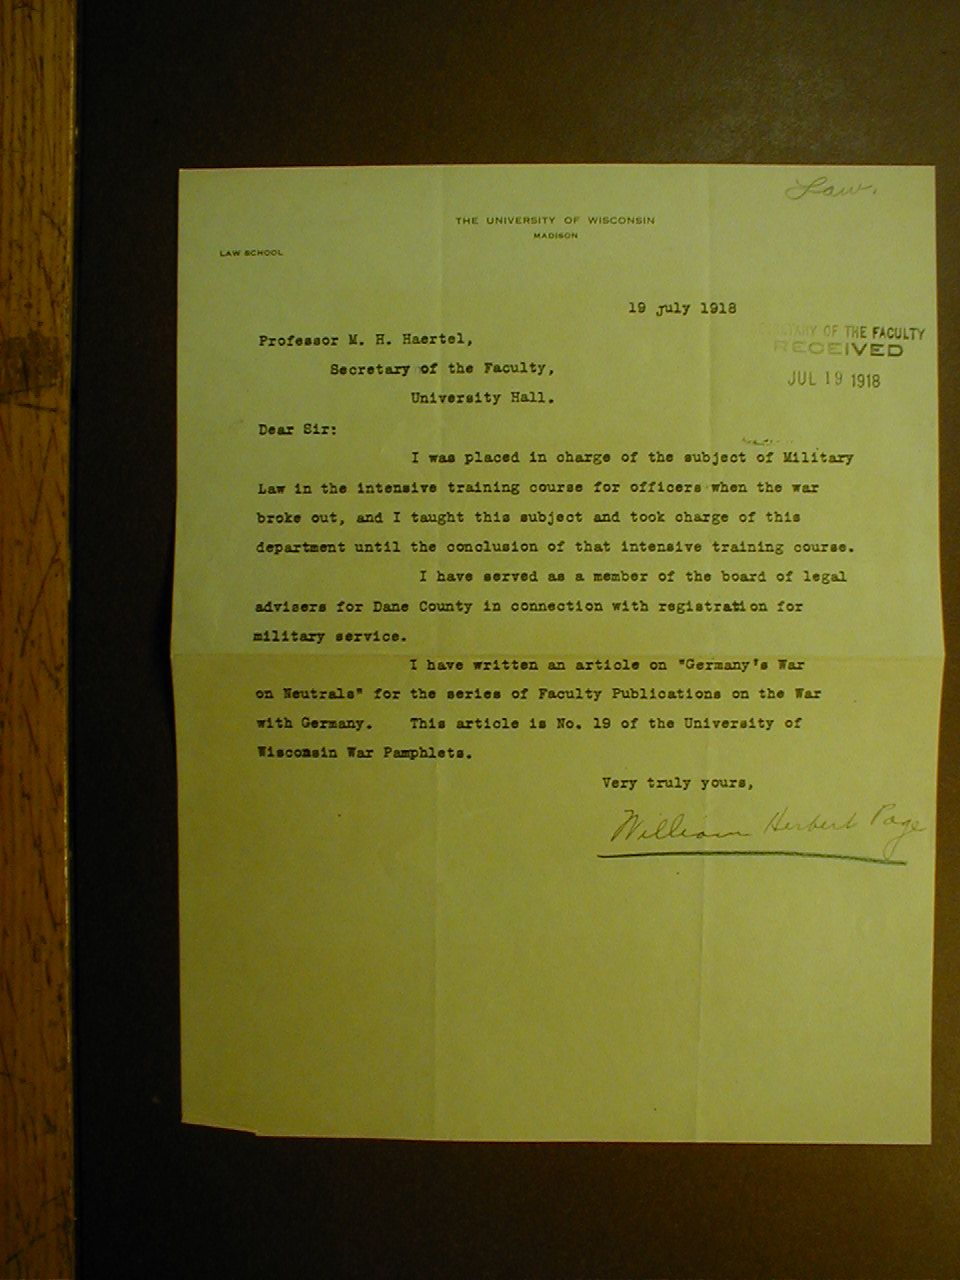 Law.
THE UNIVERSITY OF WISCONSIN
MADISON
LAW SCHOOL
19 july 1918
SECRETARY OF THE FACULTY
RECEIVED
JUL 19 1918
Professor M. H. Haertel,
Secretary of the Faculty,
University Hall.
Dear Sir:
I was placed in charge of the subject of Military
Law in the intensive training course for officers when the war
broke out, and I taught this subject and took charge of this
department until the conclusion of that intensive training course.
I have served as a member of the board of legal
advisers for Dane County in connection with registration for
military service.
I have written an article on "Germany's War
on Neutrals" for the series of Faculty Publications on the War
with Germany. This article is No. 19 of the University of
Wisconsin War Pamphlets.
Very truly yours,
William Herbert Page